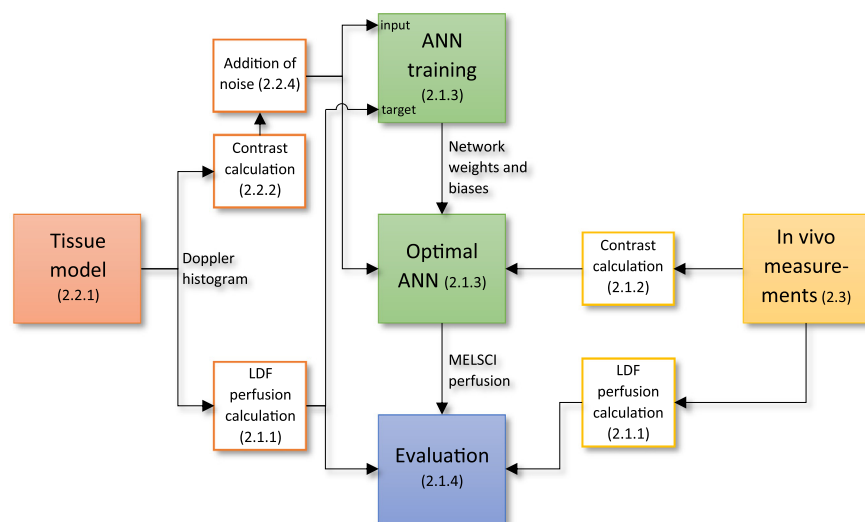 input
ANN
training
(2.1.3)
target
Addition of
noise (2.2.4)
Contrast
calculation
(2.2.2)
Network
weights and
biases
Tissue
model
(2.2.1)
Doppler
histogram
Optimal
ANN (2.1.3)
Contrast
calculation
(2.1.2)
In vivo
measure-
ments (2.3)
LDF
perfusion
calculation
(2.1.1)
MELSCI
perfusion
LDF
perfusion
calculation
(2.1.1)
Evaluation
(2.1.4)